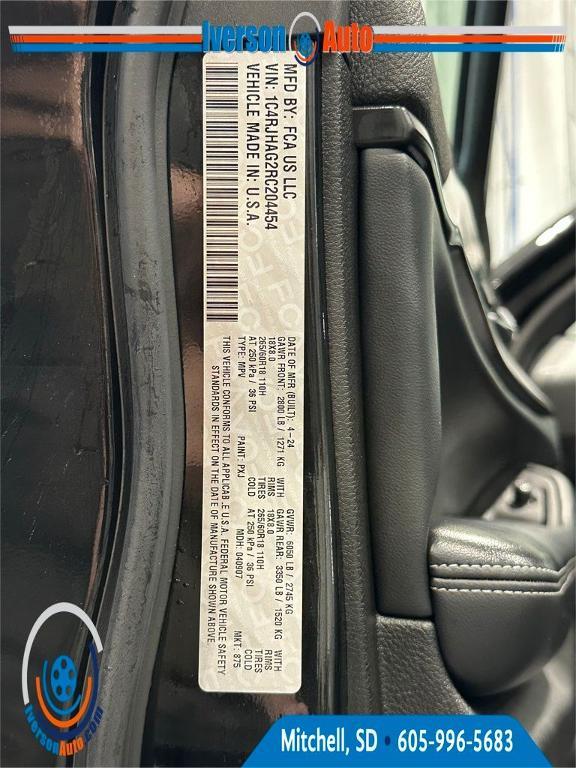 Iverson Auto
MFD BY: FCA US LLC
VIN: 1C4RJHAG2RC204454
VEHICLE MADE IN: U.S.A.
DATE OF MFR (BUILT): 4-24 GVWR: 6050 LB / 2745 KG
GAWR FRONT: 2800 LB / 1271 KG WITH GAWR REAR: 3350 LB / 1520 KG WITH
18X8.0 RIMS 18X8.0 RIMS
265/60R18 110H TIRES 265/60R18 110H TIRES
AT 250 kPa / 36 PSI COLD AT 250 kPa / 36 PSI COLD
TYPE: MPV PAINT: PXJ MDH: 040907 MKT: 875
THIS VEHICLE CONFORMS TO ALL APPLICABLE U.S.A. FEDERAL MOTOR VEHICLE SAFETY
STANDARDS IN EFFECT ON THE DATE OF MANUFACTURE SHOWN ABOVE.
IversonAuto.com
Mitchell, SD • 605-996-5683